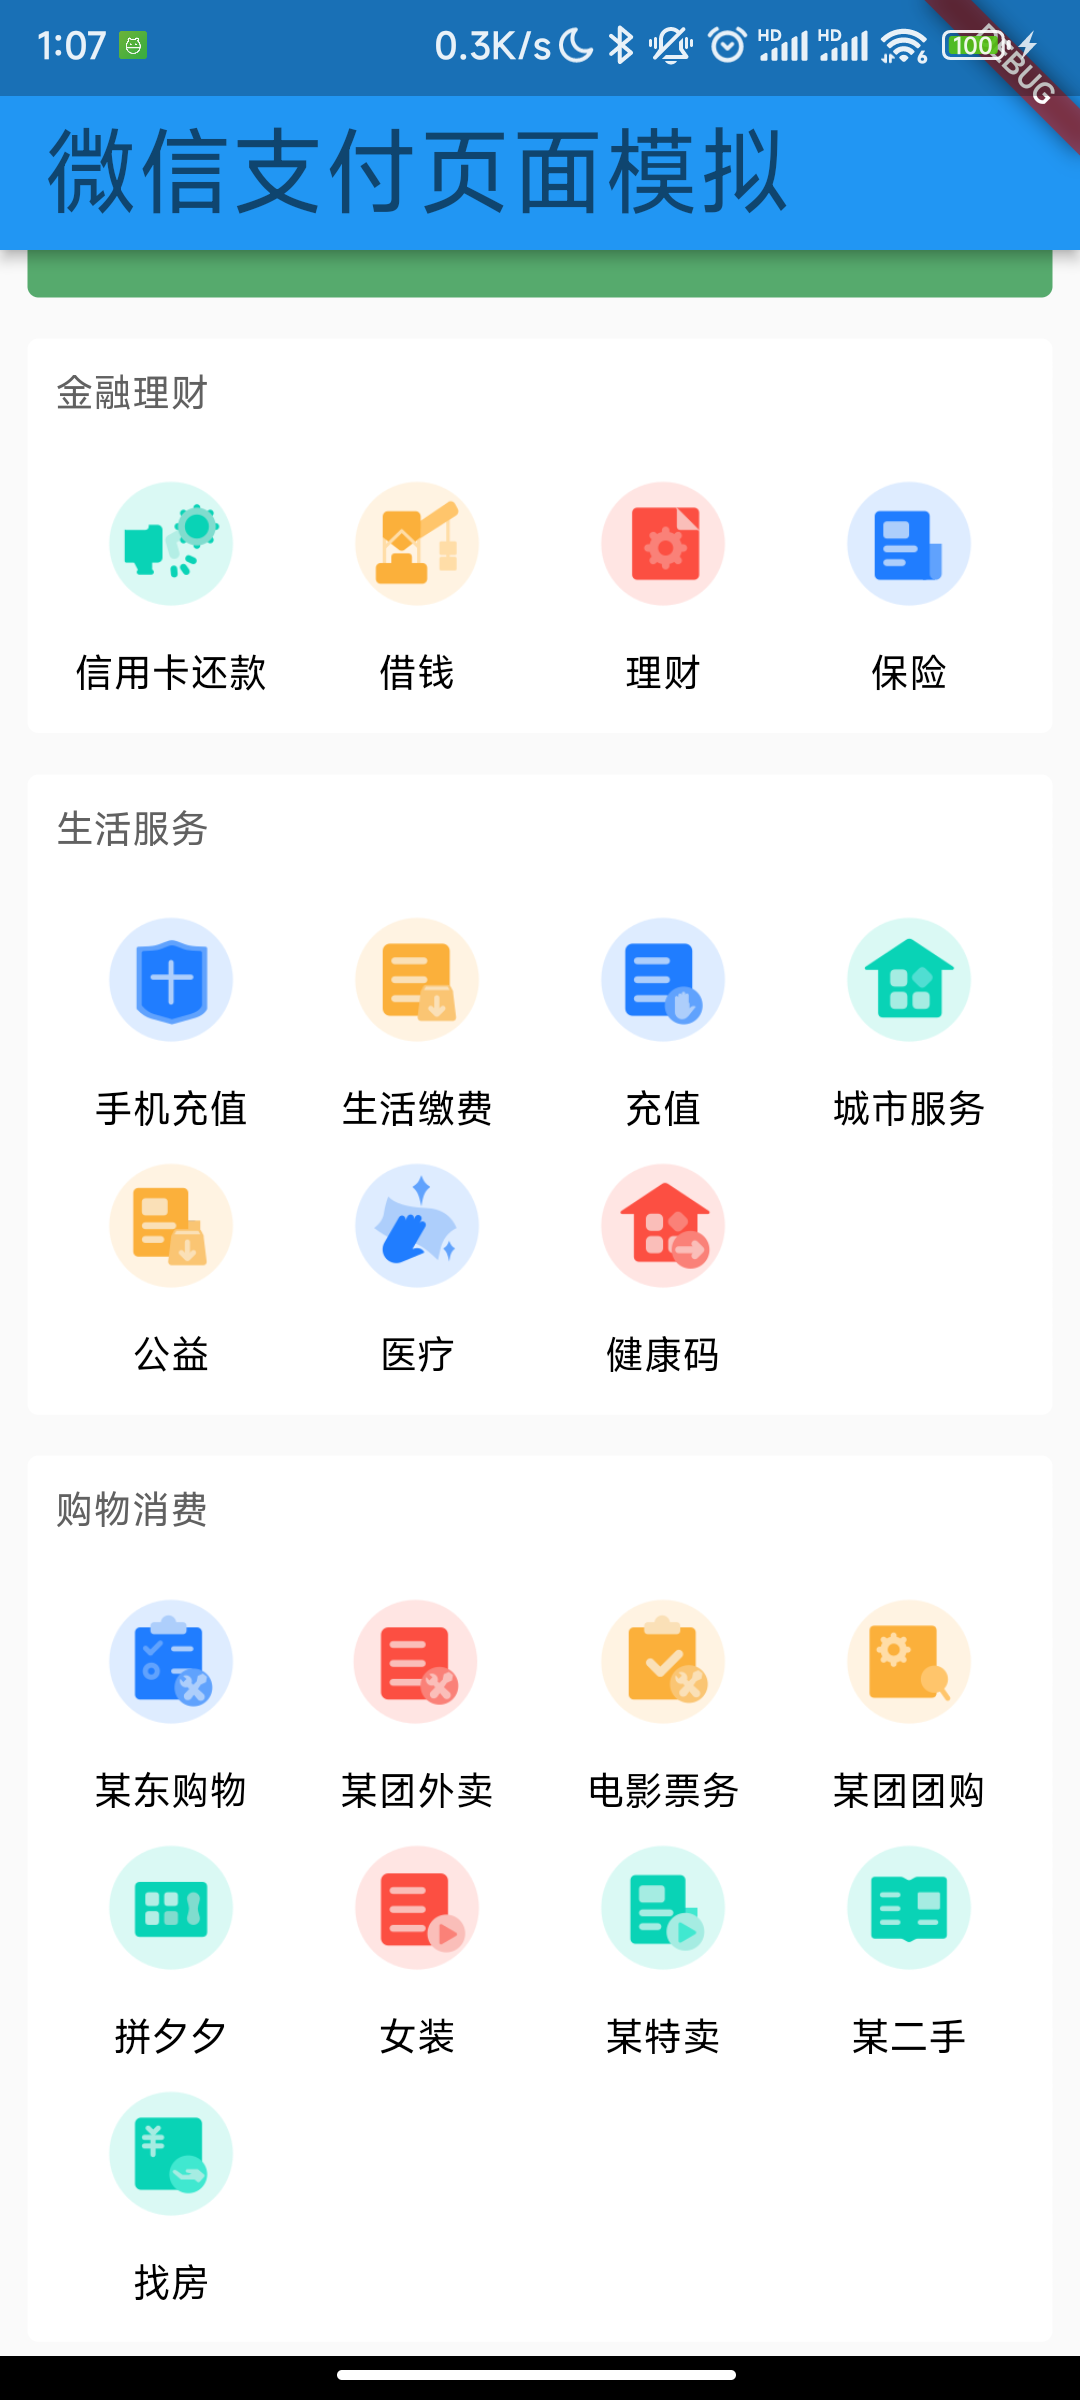 1:07 0.3K/s HD HD 6 100
DEBUG
微信支付页面模拟
金融理财
信用卡还款 借钱 理财 保险
生活服务
手机充值 生活缴费 充值 城市服务
公益 医疗 健康码
购物消费
某东购物 某团外卖 电影票务 某团团购
拼夕夕 女装 某特卖 某二手
找房